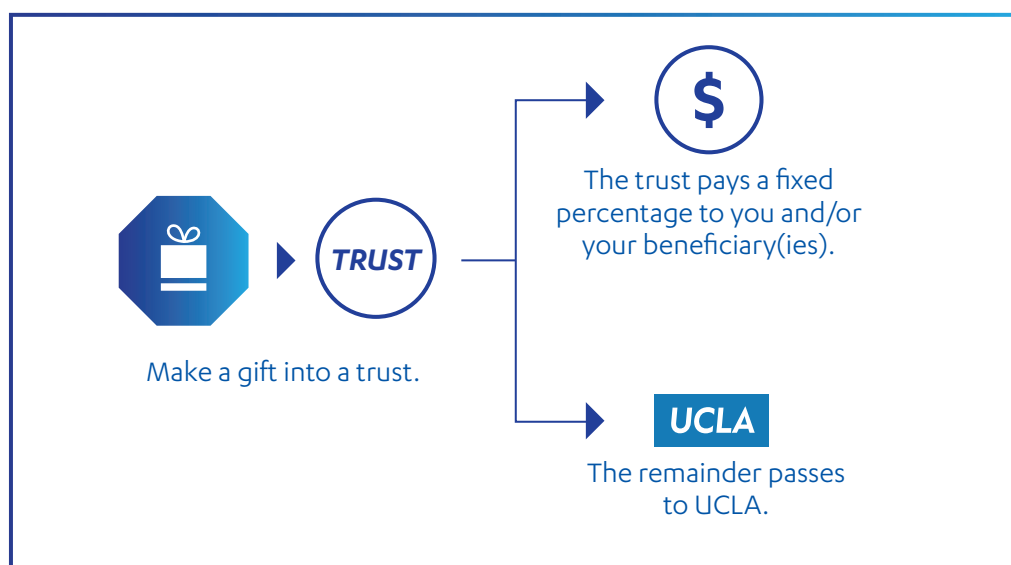 TRUST
Make a gift into a trust.
$
The trust pays a fixed
percentage to you and/or
your beneficiary(ies).
UCLA
The remainder passes
to UCLA.